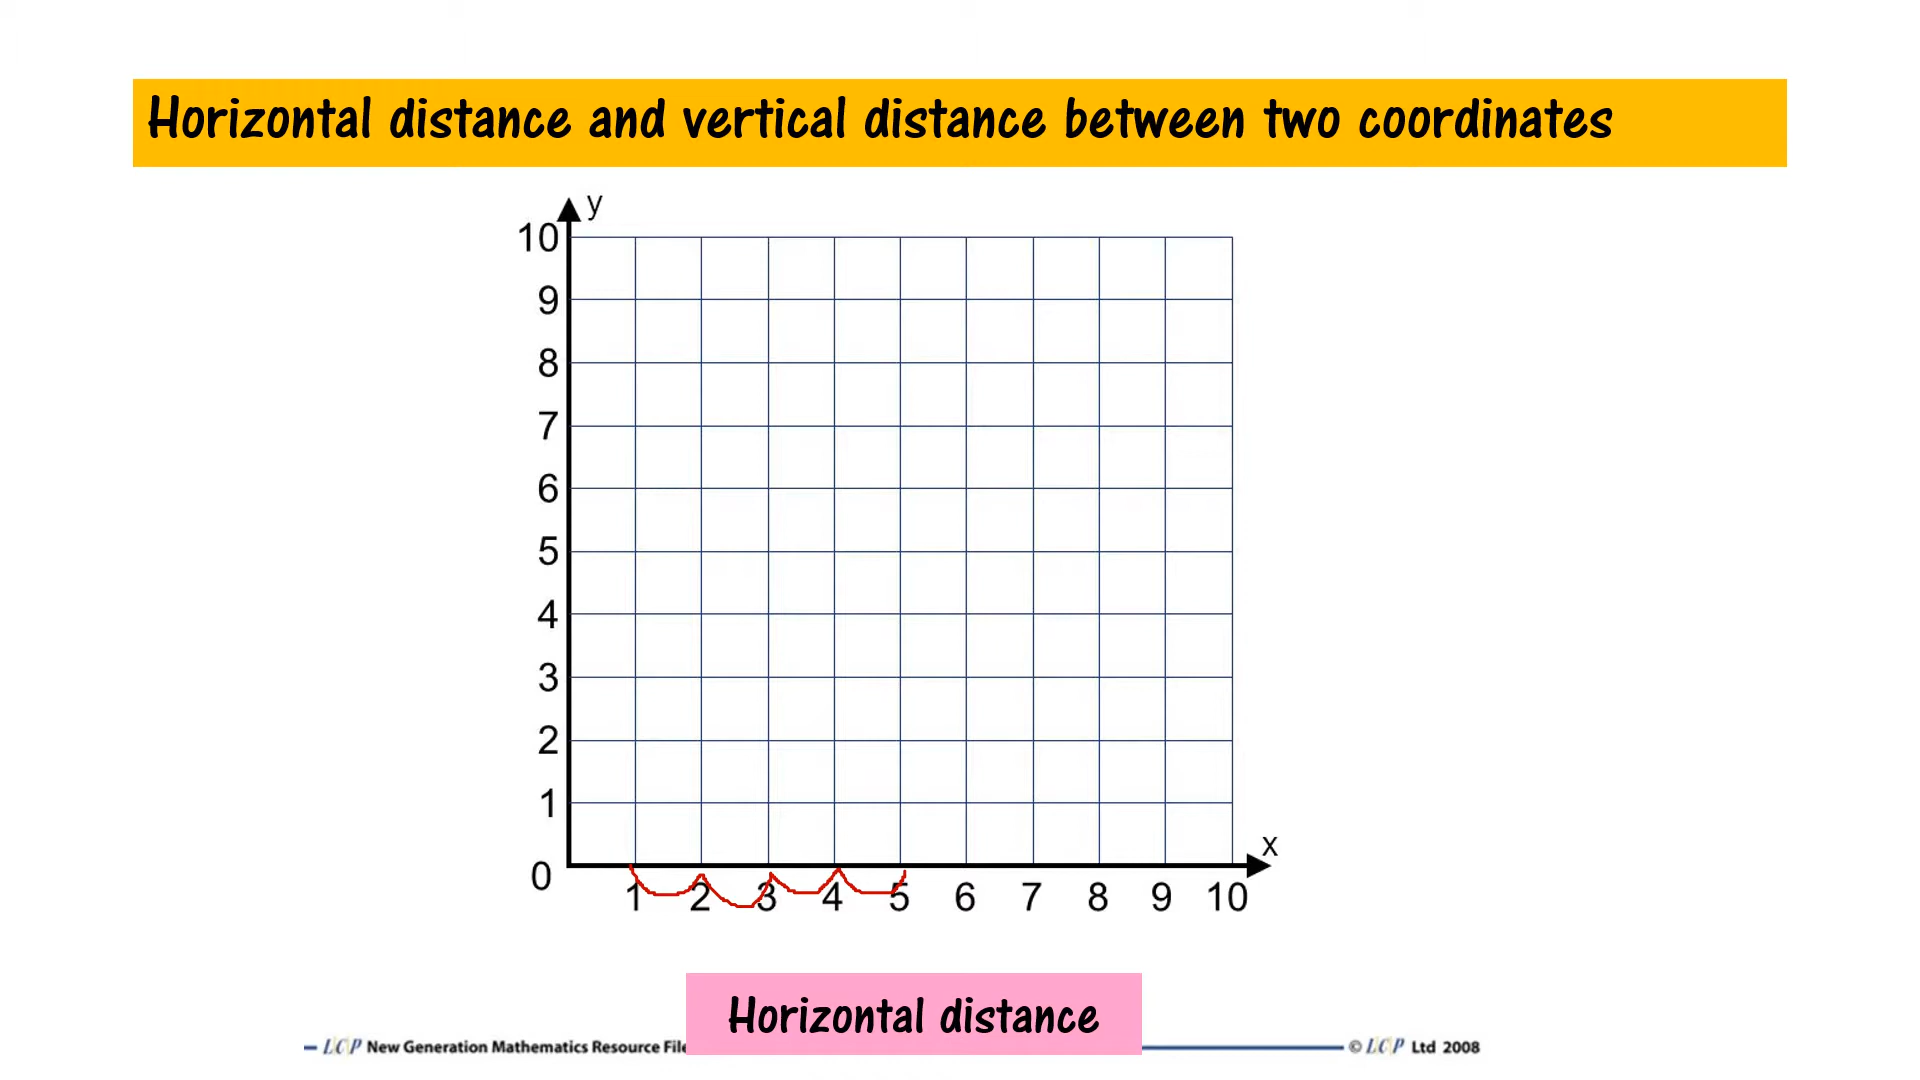 Horizontal distance and vertical distance between two coordinates
y
10
9
8
7
6
5
4
3
2
1
x
0
1 2 3 4 5 6 7 8 9 10
Horizontal distance
LCP New Generation Mathematics Resource File
© LCP Ltd 2008